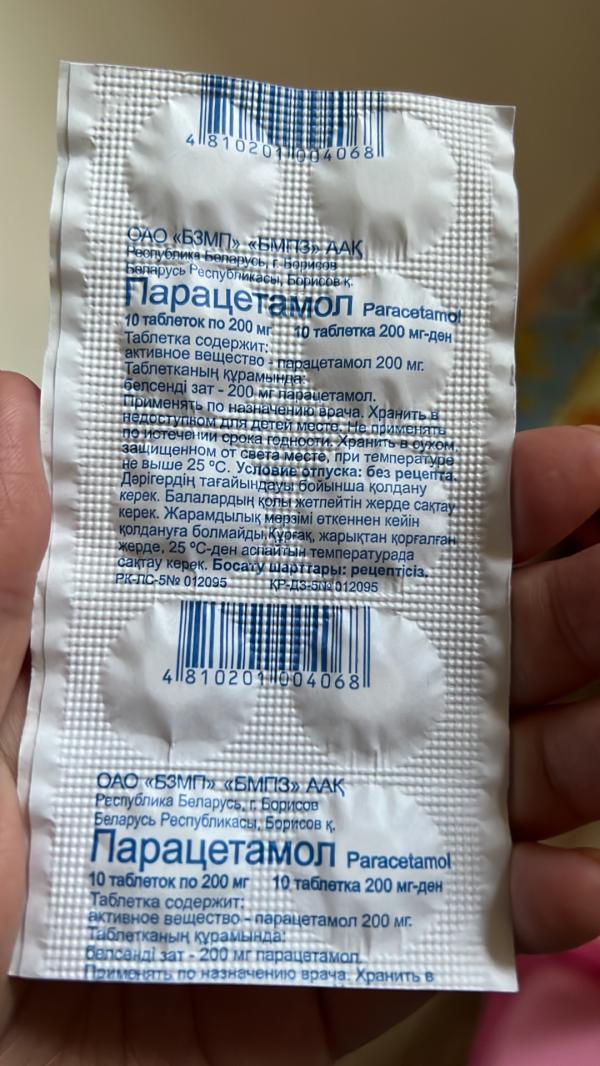 4 810201 004068
ОАО «БЗМП» «БМПЗ» ААҚ
Республика Беларусь, г. Борисов
Беларусь Республикасы, Борисов қ.
Парацетамол Paracetamol
10 таблеток по 200 мг 10 таблетка 200 мг-ден
Таблетка содержит:
активное вещество - парацетамол 200 мг.
Таблетканың құрамында:
белсенді зат - 200 мг парацетамол.
Применять по назначению врача. Хранить в
недоступном для детей месте. Не применять
по истечении срока годности. Хранить в сухом,
защищенном от света месте, при температуре
не выше 25 °С. Условие отпуска: без рецепта.
Дәрігердің тағайындауы бойынша қолдану
керек. Балалардың қолы жетпейтін жерде сақтау
керек. Жарамдылық мерзімі өткеннен кейін
қолдануға болмайды. Құрғақ, жарықтан қорғалған
жерде, 25 °С-ден аспайтын температурада
сақтау керек. Босату шарттары: рецептісіз.
РК-ЛС-5№ 012095 ҚР-ДЗ-5№ 012095
4 810201 004068
ОАО «БЗМП» «БМПЗ» ААҚ
Республика Беларусь, г. Борисов
Беларусь Республикасы, Борисов қ.
Парацетамол Paracetamol
10 таблеток по 200 мг 10 таблетка 200 мг-ден
Таблетка содержит:
активное вещество - парацетамол 200 мг.
Таблетканың құрамында:
белсенді зат - 200 мг парацетамол.
Применять по назначению врача. Хранить в